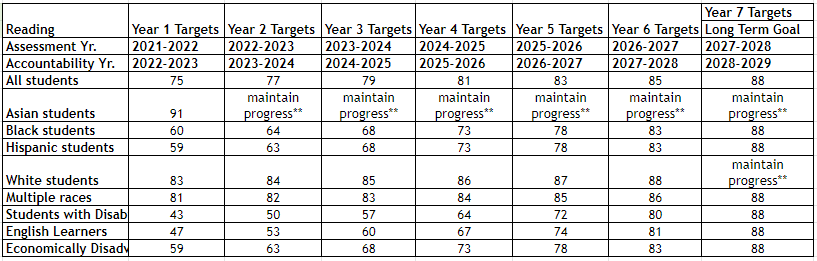 Year 7 Targets
Reading Year 1 Targets Year 2 Targets Year 3 Targets Year 4 Targets Year 5 Targets Year 6 Targets Long Term Goal
Assessment Yr. 2021-2022 2022-2023 2023-2024 2024-2025 2025-2026 2026-2027 2027-2028
Accountability Yr. 2022-2023 2023-2024 2024-2025 2025-2026 2026-2027 2027-2028 2028-2029
All students 75 77 79 81 83 85 88
maintain maintain maintain maintain maintain maintain
Asian students 91 progress** progress** progress** progress** progress** progress**
Black students 60 64 68 73 78 83 88
Hispanic students 59 63 68 73 78 83 88
maintain
White students 83 84 85 86 87 88 progress**
Multiple races 81 82 83 84 85 86 88
Students with Disab 43 50 57 64 72 80 88
English Learners 47 53 60 67 74 81 88
Economically Disadv 59 63 68 73 78 83 88